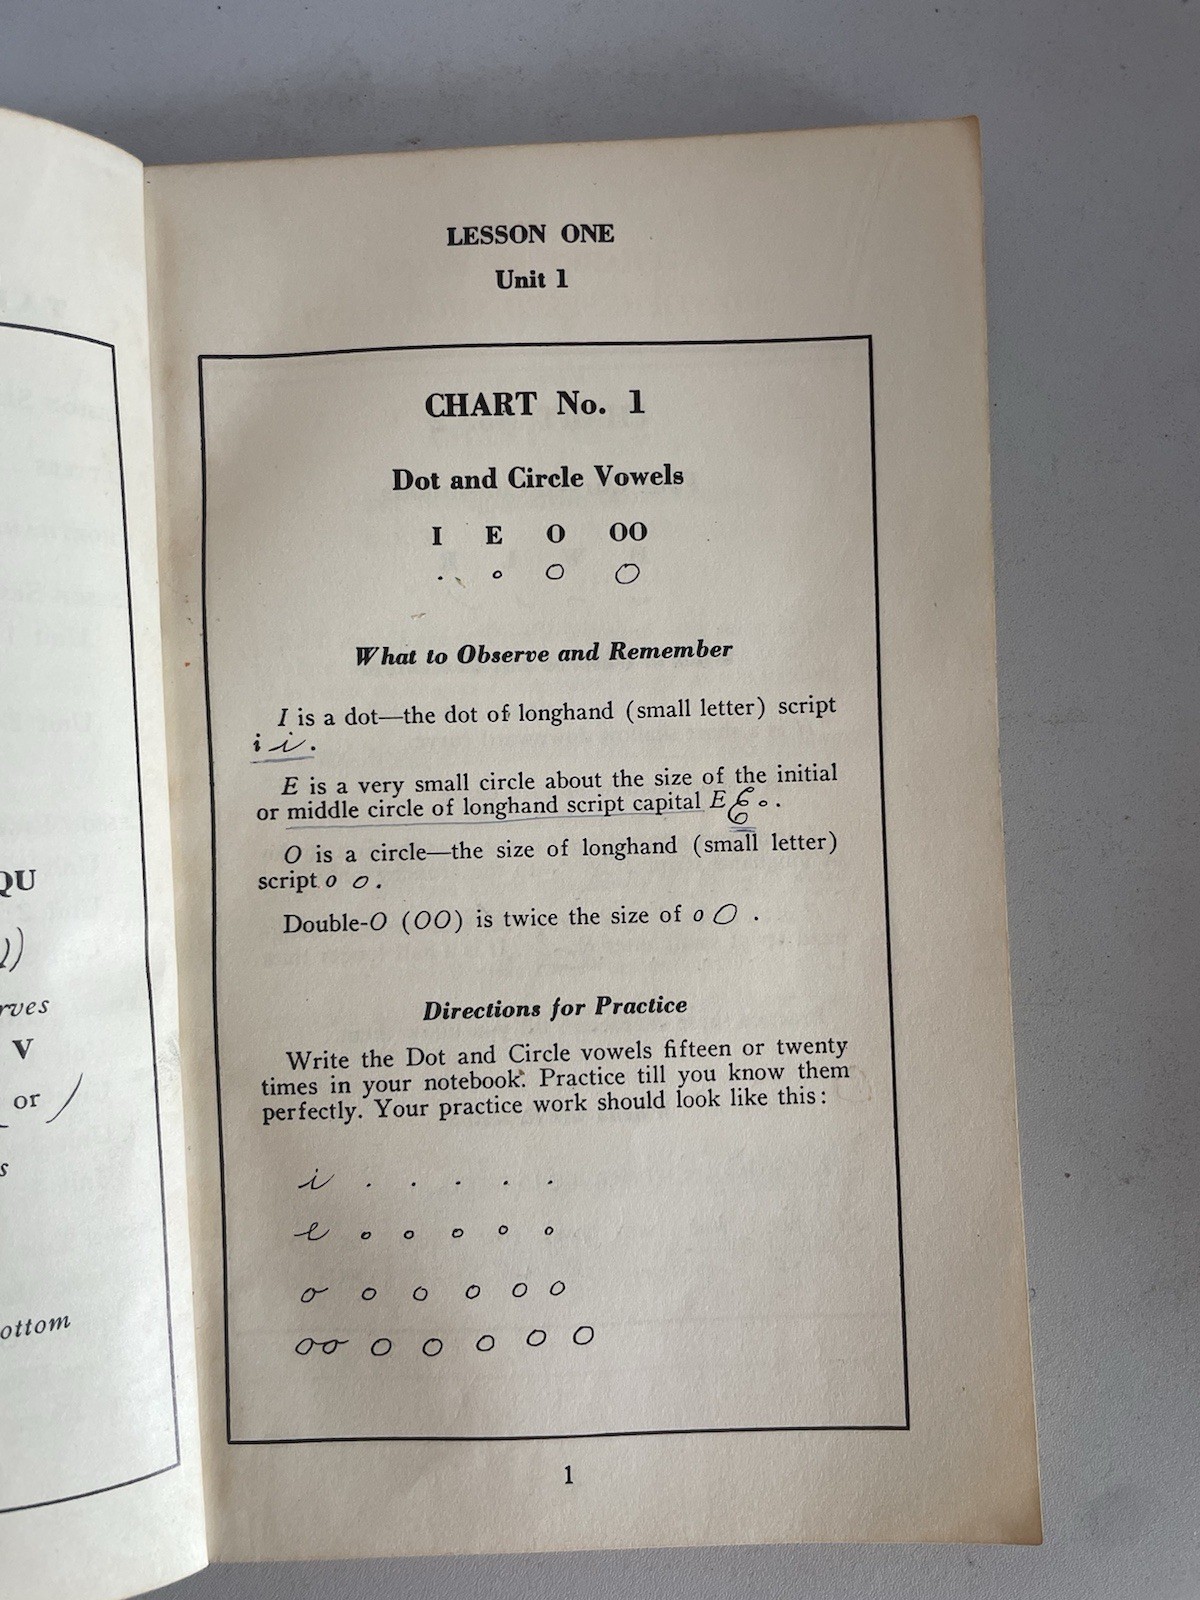 QU
rves
V
or
s
ottom
LESSON ONE
Unit 1
CHART No. 1
Dot and Circle Vowels
I E O OO
What to Observe and Remember
I is a dot—the dot of longhand (small letter) script
i i.
E is a very small circle about the size of the initial
or middle circle of longhand script capital E E o.
O is a circle—the size of longhand (small letter)
script o o.
Double-O (OO) is twice the size of o O.
Directions for Practice
Write the Dot and Circle vowels fifteen or twenty
times in your notebook. Practice till you know them
perfectly. Your practice work should look like this:
i . . . . .
e o o o o o
o o o o o o
oo O O O O O
1